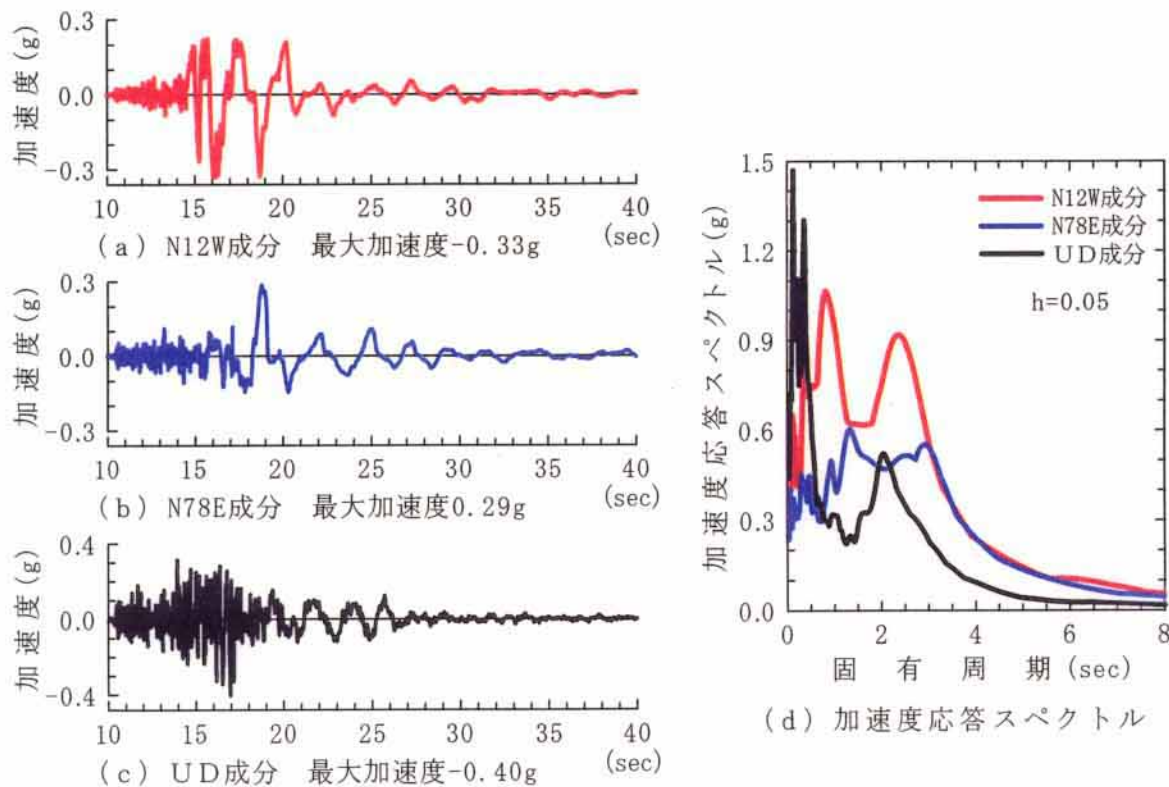 加速度(g)
0.3
0.0
-0.3
10 15 20 25 30 35 40
(sec)
(a) N12W成分 最大加速度-0.33g
加速度(g)
0.3
0.0
-0.3
10 15 20 25 30 35 40
(sec)
(b) N78E成分 最大加速度0.29g
加速度(g)
0.4
0.0
-0.4
10 15 20 25 30 35 40
(sec)
(c) UD成分 最大加速度-0.40g
加速度応答スペクトル(g)
1.5
1.2
0.9
0.6
0.3
0.0
N12W成分
N78E成分
UD成分
h=0.05
0 2 4 6 8
固有周期(sec)
(d) 加速度応答スペクトル